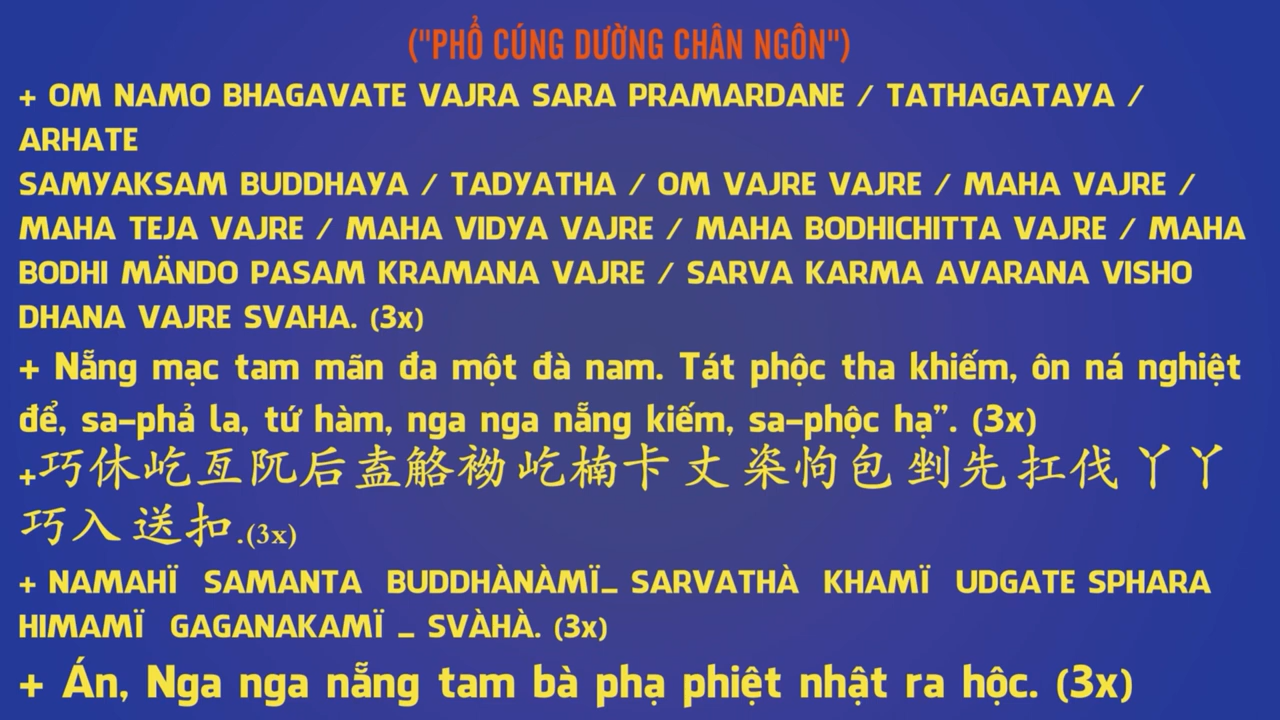 ("PHỔ CÚNG DƯỜNG CHÂN NGÔN")
+ OM NAMO BHAGAVATE VAJRA SARA PRAMARDANE / TATHAGATAYA /
ARHATE
SAMYAKSAM BUDDHAYA / TADYATHA / OM VAJRE VAJRE / MAHA VAJRE /
MAHA TEJA VAJRE / MAHA VIDYA VAJRE / MAHA BODHICHITTA VAJRE / MAHA
BODHI MÄNDO PASAM KRAMANA VAJRE / SARVA KARMA AVARANA VISHO
DHANA VAJRE SVAHA. (3x)
+ Nẵng mạc tam mãn đa một đà nam. Tát phộc tha khiếm, ôn ná nghiệt
để, sa-phả la, tứ hàm, nga nga nẵng kiếm, sa-phộc hạ”. (3x)
+巧休屹亙阢后盍觡袎屹楠卡丈粢怐包剉先扛伐丫丫
巧入送扣.(3x)
+ NAMAHÏ SAMANTA BUDDHÀNÀMÏ_ SARVATHÀ KHAMÏ UDGATE SPHARA
HIMAMÏ GAGANAKAMÏ _ SVÀHÀ. (3x)
+ Án, Nga nga nẵng tam bà phạ phiệt nhật ra hộc. (3x)